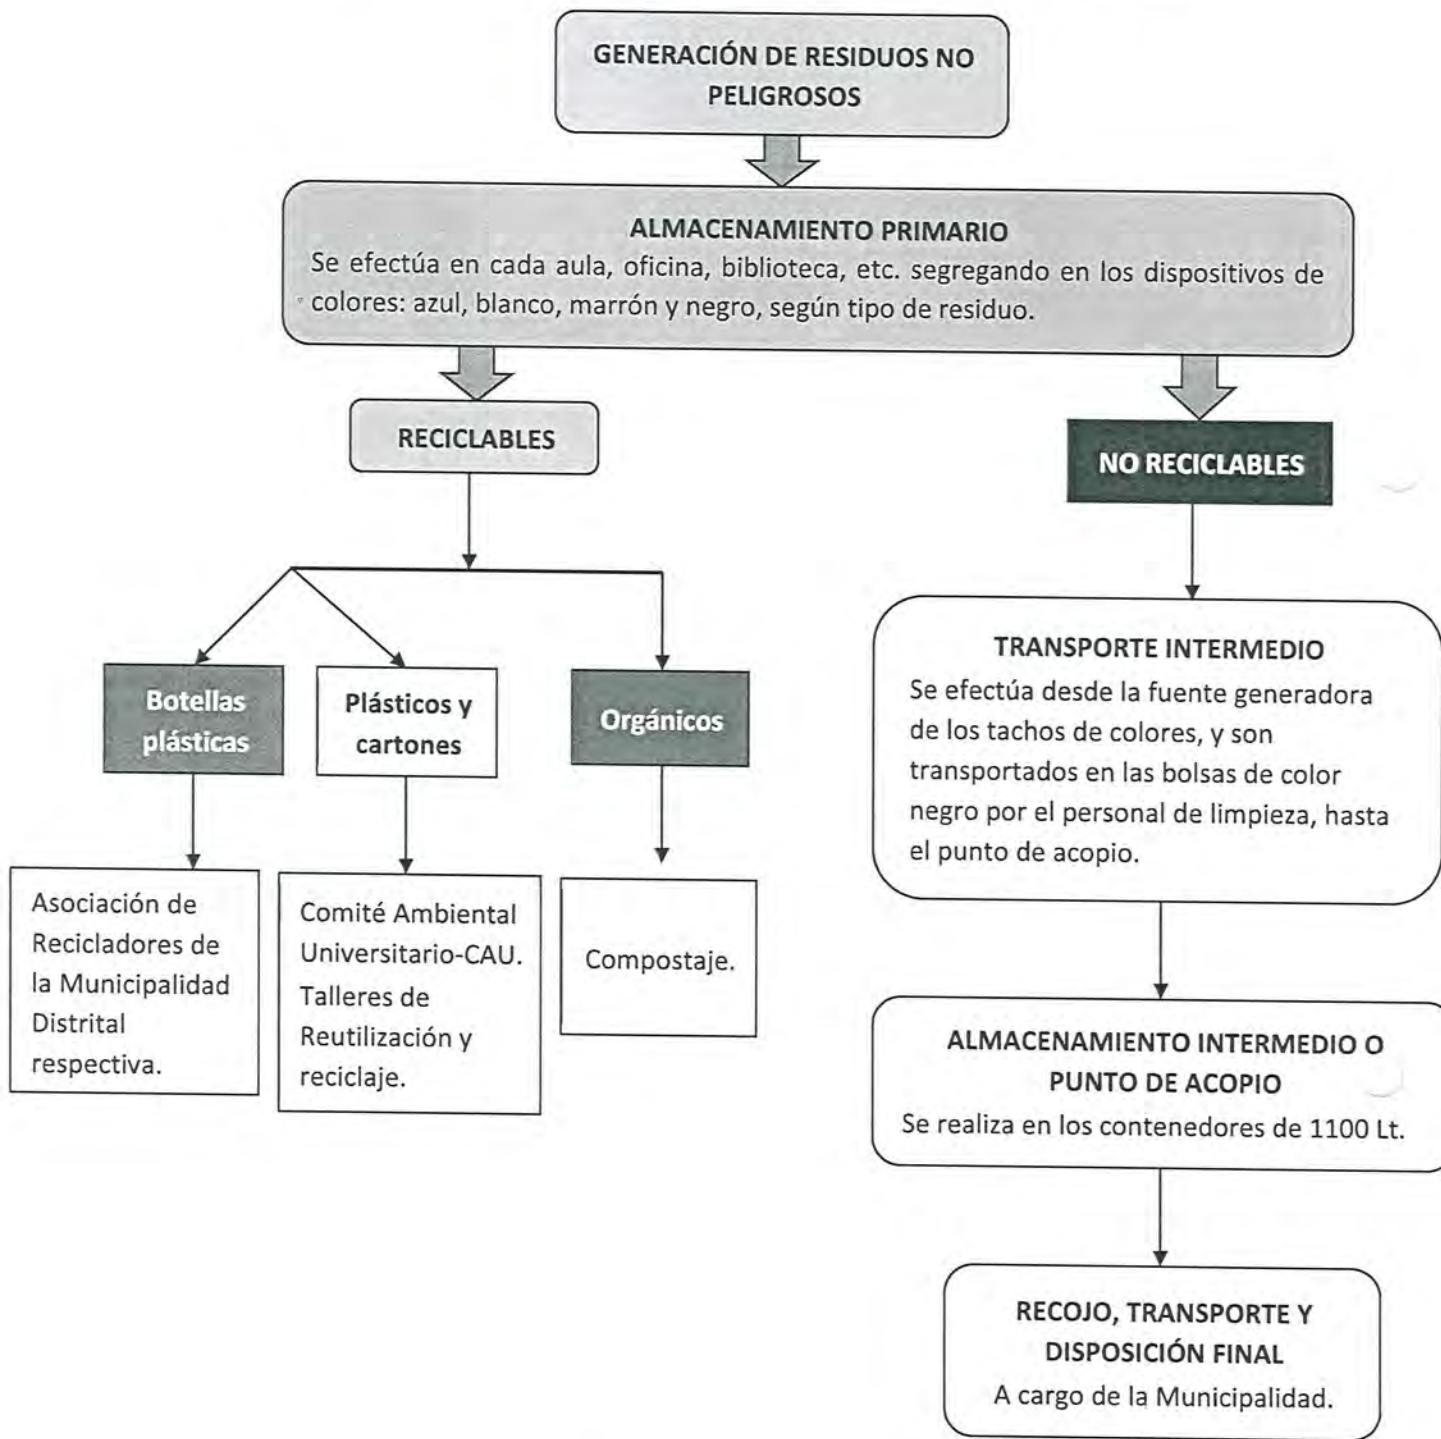 GENERACIÓN DE RESIDUOS NO
PELIGROSOS
ALMACENAMIENTO PRIMARIO
Se efectúa en cada aula, oficina, biblioteca, etc. segregando en los dispositivos de
colores: azul, blanco, marrón y negro, según tipo de residuo.
RECICLABLES
NO RECICLABLES
Botellas
plásticas
Plásticos y
cartones
Orgánicos
Asociación de
Recicladores de
la Municipalidad
Distrital
respectiva.
Comité Ambiental
Universitario-CAU.
Talleres de
Reutilización y
reciclaje.
Compostaje.
TRANSPORTE INTERMEDIO
Se efectúa desde la fuente generadora
de los tachos de colores, y son
transportados en las bolsas de color
negro por el personal de limpieza, hasta
el punto de acopio.
ALMACENAMIENTO INTERMEDIO O
PUNTO DE ACOPIO
Se realiza en los contenedores de 1100 Lt.
RECOJO, TRANSPORTE Y
DISPOSICIÓN FINAL
A cargo de la Municipalidad.